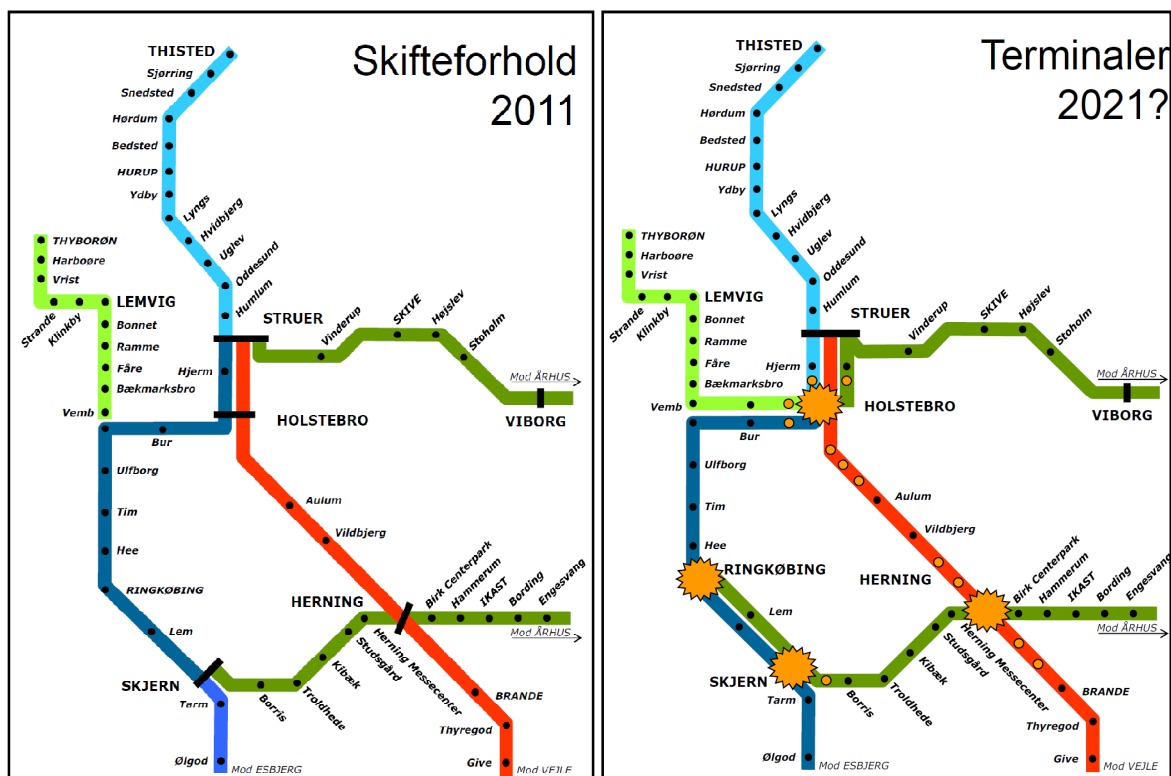 Skifteforhold
2011
THISTED
Sjørring
Snedsted
Hørdum
Bedsted
HURUP
Ydby
Lyngs
Hvidbjerg
Uglev
Oddesund
Humlum
THYBORØN
Harboøre
Vrist
LEMVIG
Strande
Klinkby
Bonnet
Ramme
Fåre
Bækmarksbro
Vemb
STRUER
Vinderup
SKIVE
Højslev
Stoholm
Mod ÅRHUS
VIBORG
Hjerm
HOLSTEBRO
Bur
Ulfborg
Tim
Hee
RINGKØBING
Lem
SKJERN
Tarm
Ølgod
Mod ESBJERG
Aulum
Vildbjerg
HERNING
Birk Centerpark
Hammerum
IKAST
Bording
Engesvang
Mod ÅRHUS
Herning Messecenter
Studsgård
Kibæk
Troldhede
Borris
BRANDE
Thyregod
Give
Mod VEJLE
Terminaler
2021?
THISTED
Sjørring
Snedsted
Hørdum
Bedsted
HURUP
Ydby
Lyngs
Hvidbjerg
Uglev
Oddesund
Humlum
THYBORØN
Harboøre
Vrist
LEMVIG
Strande
Klinkby
Bonnet
Ramme
Fåre
Bækmarksbro
Vemb
STRUER
Vinderup
SKIVE
Højslev
Stoholm
Mod ÅRHUS
VIBORG
Hjerm
HOLSTEBRO
Bur
Ulfborg
Tim
Hee
RINGKØBING
Lem
SKJERN
Tarm
Ølgod
Mod ESBJERG
Aulum
Vildbjerg
HERNING
Birk Centerpark
Hammerum
IKAST
Bording
Engesvang
Mod ÅRHUS
Herning Messecenter
Studsgård
Kibæk
Troldhede
Borris
BRANDE
Thyregod
Give
Mod VEJLE